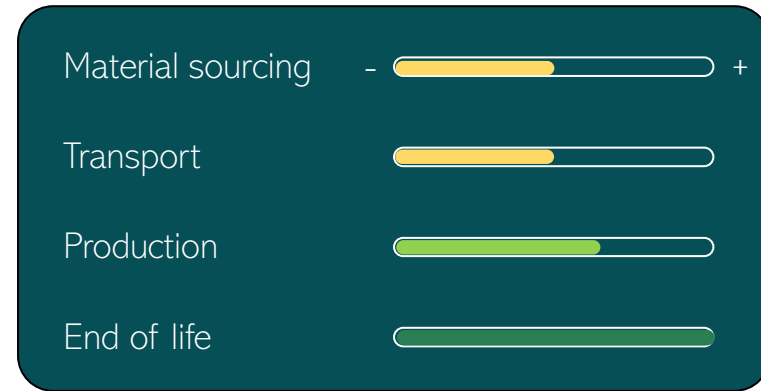 Material sourcing - +
Transport
Production
End of life